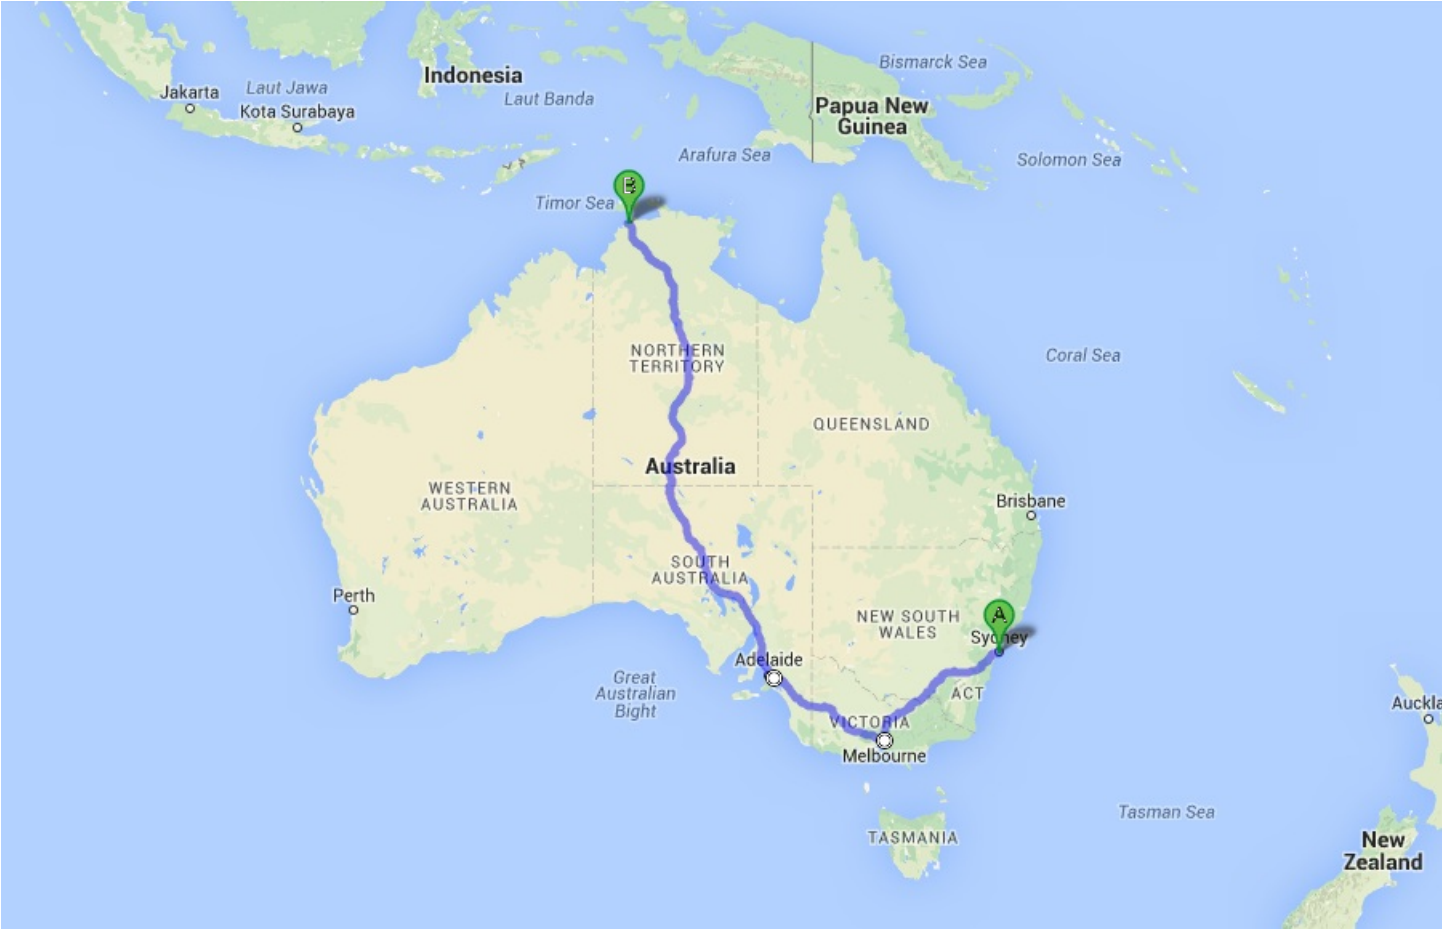 Bismarck Sea
Indonesia
Laut Jawa
Jakarta
Laut Banda
Kota Surabaya
Papua New
Guinea
Arafura Sea
Solomon Sea
B
Timor Sea
NORTHERN
TERRITORY
Coral Sea
QUEENSLAND
Australia
WESTERN
AUSTRALIA
Brisbane
SOUTH
AUSTRALIA
Perth
A
NEW SOUTH
WALES
Sydney
Adelaide
Great
Australian
Bight
ACT
Auckla
VICTORIA
Melbourne
Tasman Sea
TASMANIA
New
Zealand